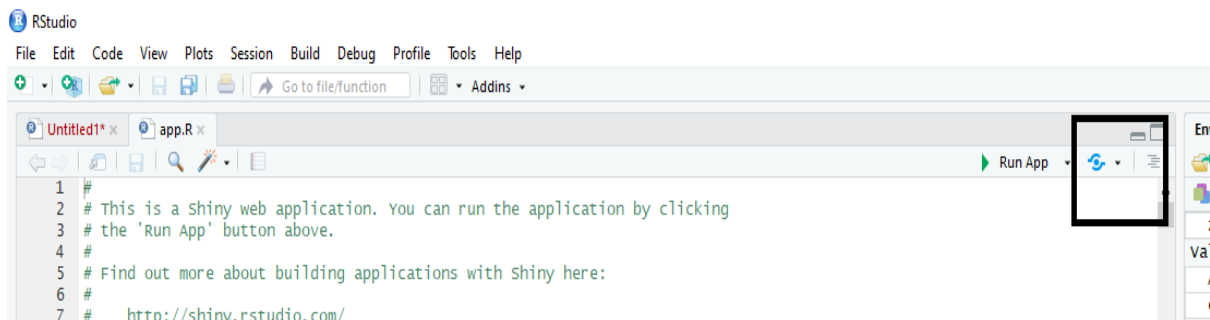 RStudio
File Edit Code View Plots Session Build Debug Profile Tools Help
Go to file/function Addins
Untitled1* app.R
Run App
1 #
2 # This is a Shiny web application. You can run the application by clicking
3 # the 'Run App' button above.
4 #
5 # Find out more about building applications with Shiny here:
6 #
7 # http://shiny.rstudio.com/